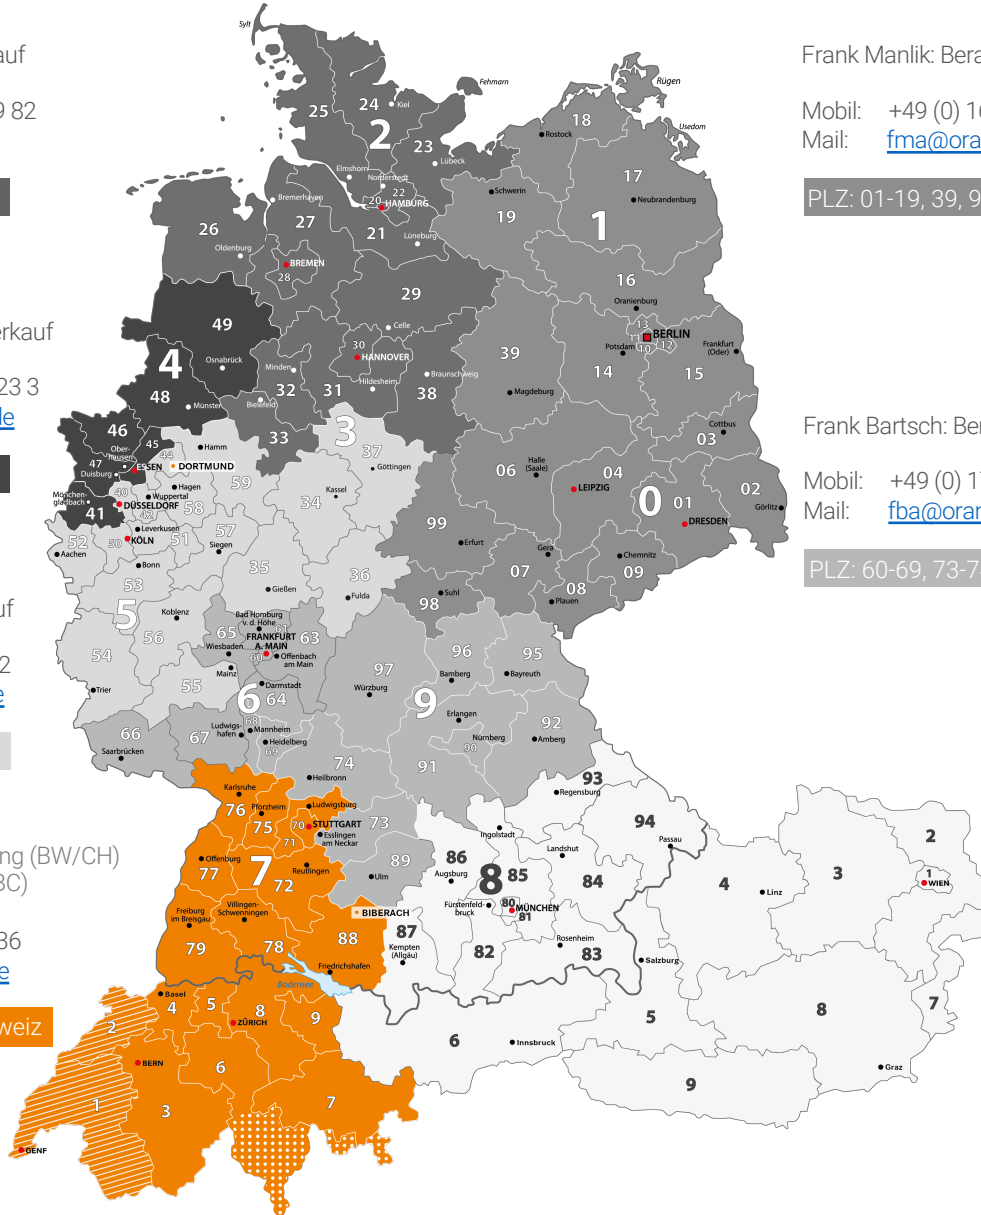 auf
9 82
erkauf
23 3
de
uf
2
e
ng (BW/CH)
BC)
36
e
weiz
Frank Manlik: Bera
Mobil: +49 (0) 16
Mail: fma@ora
PLZ: 01-19, 39, 9
Frank Bartsch: Ber
Mobil: +49 (0) 17
Mail: fba@oran
PLZ: 60-69, 73-7
Sylt
Fehmarn
Rügen
Usedom
25
24
Kiel
2
23
Lübeck
18
Rostock
17
Neubrandenburg
Elmshorn
Norderstedt
22
20
HAMBURG
Schwerin
19
1
Bremerhaven
26
27
21
Lüneburg
Oldenburg
BREMEN
28
29
16
Oranienburg
49
Celle
13
BERLIN
11
10
12
Potsdam
Frankfurt
(Oder)
30
HANNOVER
39
14
15
4
Osnabrück
Minden
32
31
Hildesheim
Braunschweig
38
Magdeburg
48
Münster
Bielefeld
33
3
37
Göttingen
03
Cottbus
46
45
44
Hamm
Ober-
hausen
47
ESSEN
DORTMUND
Duisburg
06
Halle
(Saale)
04
LEIPZIG
0
01
DRESDEN
02
Görlitz
Hagen
59
34
Kassel
Mönchen-
gladbach
41
40
DÜSSELDORF
Wuppertal
42
58
99
Erfurt
52
Aachen
50
KÖLN
Leverkusen
51
57
Siegen
Bonn
Gera
07
Chemnitz
09
08
Plauen
53
5
35
Gießen
36
Fulda
98
Suhl
54
Trier
56
Koblenz
55
Bad Homburg
v. d. Höhe
65
61
63
FRANKFURT
A. MAIN
60
Wiesbaden
Offenbach
am Main
Mainz
Darmstadt
6
64
97
Würzburg
96
Bamberg
95
Bayreuth
9
Erlangen
92
Amberg
Nürnberg
90
66
Saarbrücken
67
Ludwigs-
hafen
68
Mannheim
Heidelberg
69
74
Heilbronn
91
93
Regensburg
Karlsruhe
76
Pforzheim
75
Ludwigsburg
70
STUTTGART
71
Esslingen
am Neckar
73
Ingolstadt
94
Passau
Offenburg
77
7
72
Reutlingen
89
Ulm
86
Augsburg
8
85
Landshut
84
Freiburg
im Breisgau
79
Villingen-
Schwenningen
78
BIBERACH
88
Friedrichshafen
Bodensee
87
Kempten
(Allgäu)
Fürstenfeld-
bruck
80
MÜNCHEN
81
82
Rosenheim
83
Salzburg
4
Linz
3
2
1
WIEN
Basel
4
5
8
ZÜRICH
9
2
BERN
6
1
3
7
GENF
6
Innsbruck
5
8
7
9
Graz